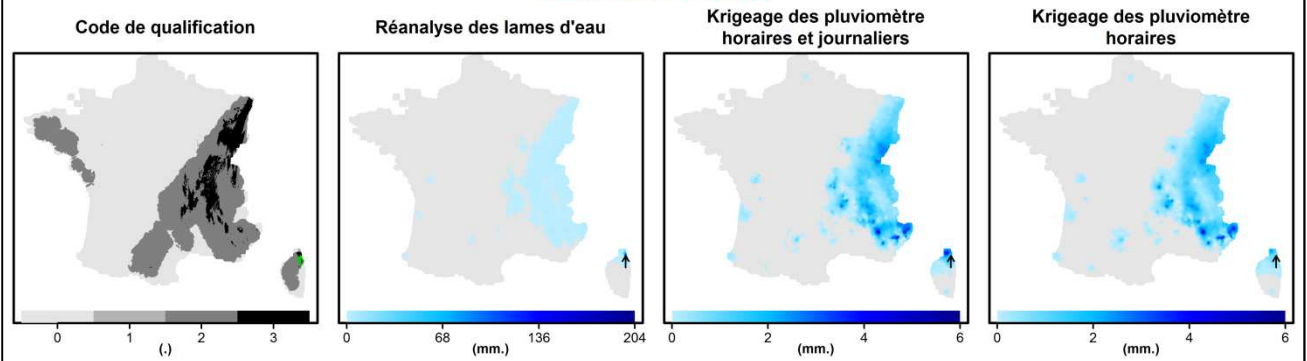 Code de qualification
0 1 2 3
(.)
Réanalyse des lames d'eau
0 68 136 204
(mm.)
Krigeage des pluviomètre
horaires et journaliers
0 2 4 6
(mm.)
Krigeage des pluviomètre
horaires
0 2 4 6
(mm.)